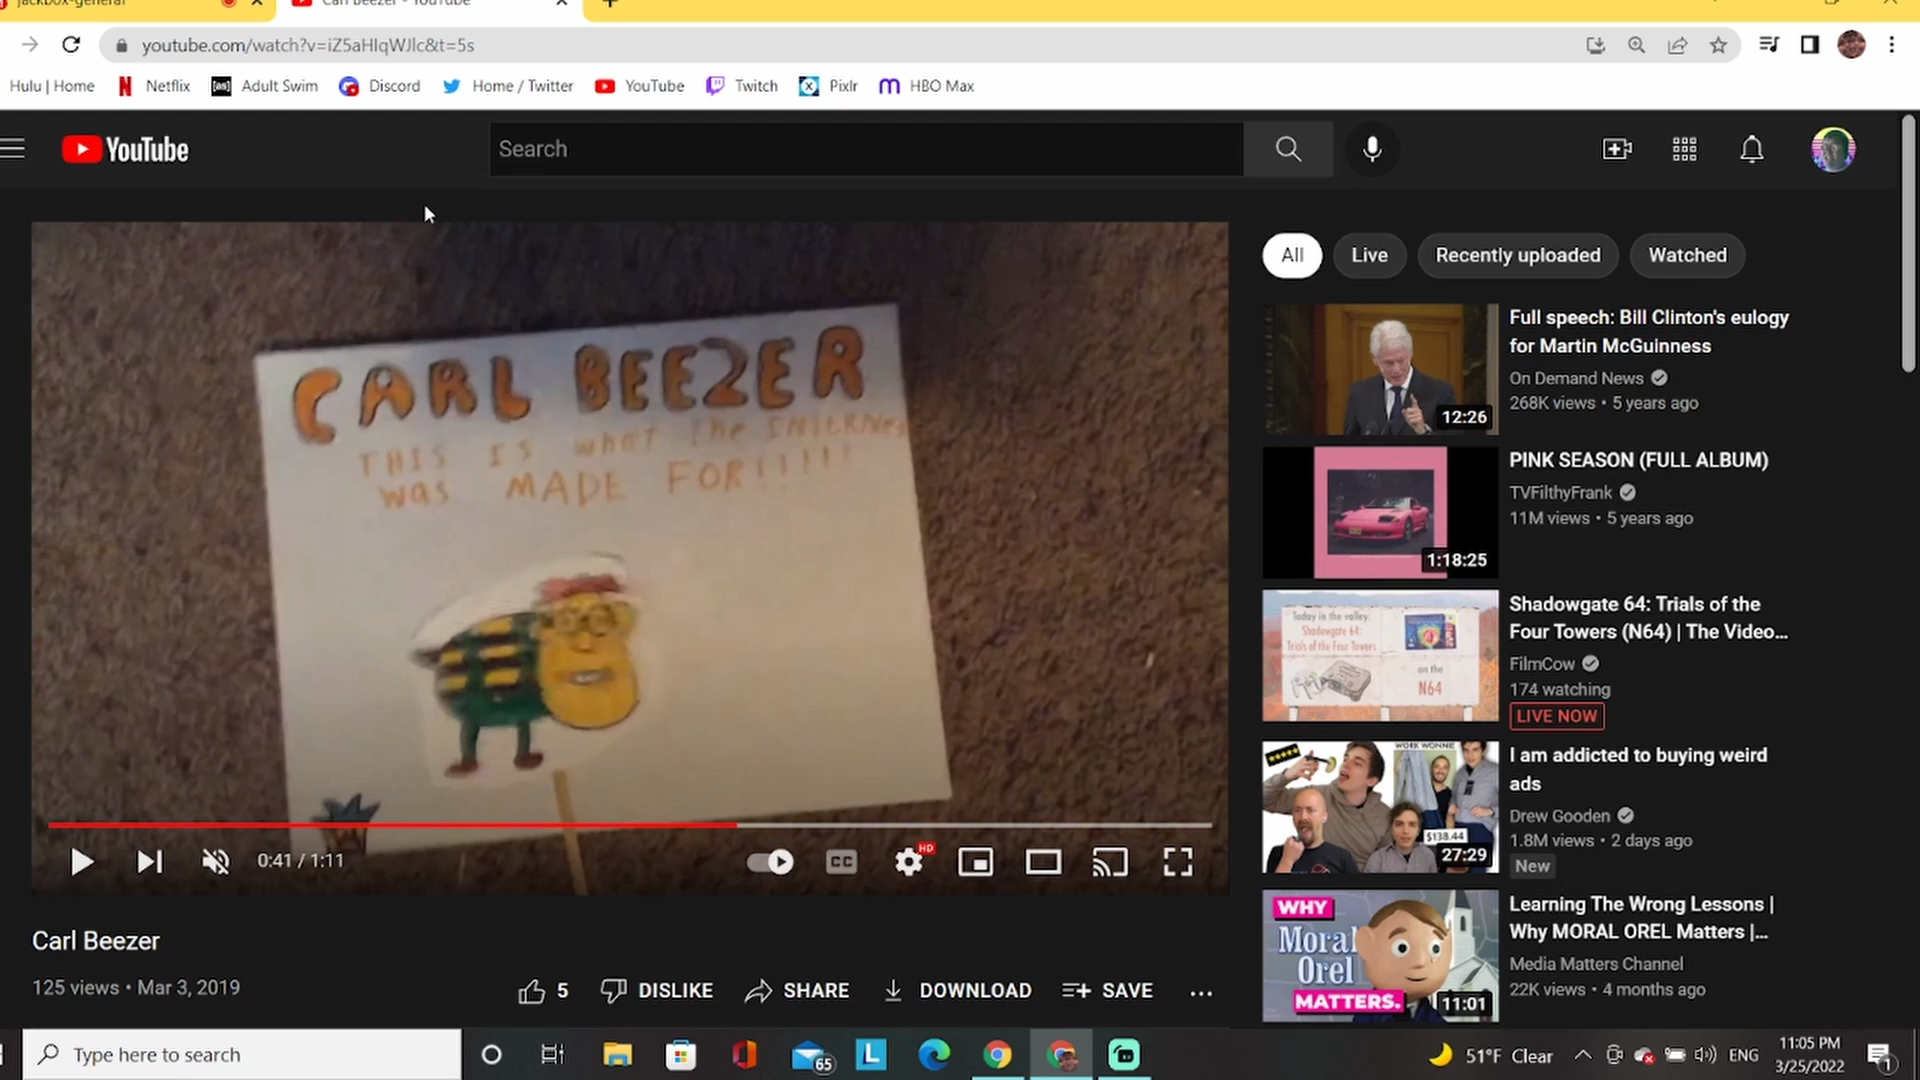 jackbox-general
Carl Beezer - YouTube
youtube.com/watch?v=iZ5aHIqWJlc&t=5s
Hulu | Home
Netflix
[as]
Adult Swim
Discord
Home / Twitter
YouTube
Twitch
Pixlr
HBO Max
YouTube
Search
CARL BEEZER
THIS IS what the INTERNET
was MADE FOR!!!!!
0:41 / 1:11
CC
HD
Carl Beezer
125 views • Mar 3, 2019
5
DISLIKE
SHARE
DOWNLOAD
SAVE
All
Live
Recently uploaded
Watched
12:26
Full speech: Bill Clinton's eulogy
for Martin McGuinness
On Demand News
268K views • 5 years ago
1:18:25
PINK SEASON (FULL ALBUM)
TVFilthyFrank
11M views • 5 years ago
Today in the valley:
Shadowgate 64:
Trials of the Four Towers
on the
N64
Shadowgate 64: Trials of the
Four Towers (N64) | The Video...
FilmCow
174 watching
LIVE NOW
WORK WONNIE
$138.44
27:29
I am addicted to buying weird
ads
Drew Gooden
1.8M views • 2 days ago
New
WHY
Moral
Orel
MATTERS.
11:01
Learning The Wrong Lessons |
Why MORAL OREL Matters |...
Media Matters Channel
22K views • 4 months ago
Type here to search
65
L
51°F Clear
ENG
11:05 PM
3/25/2022
1